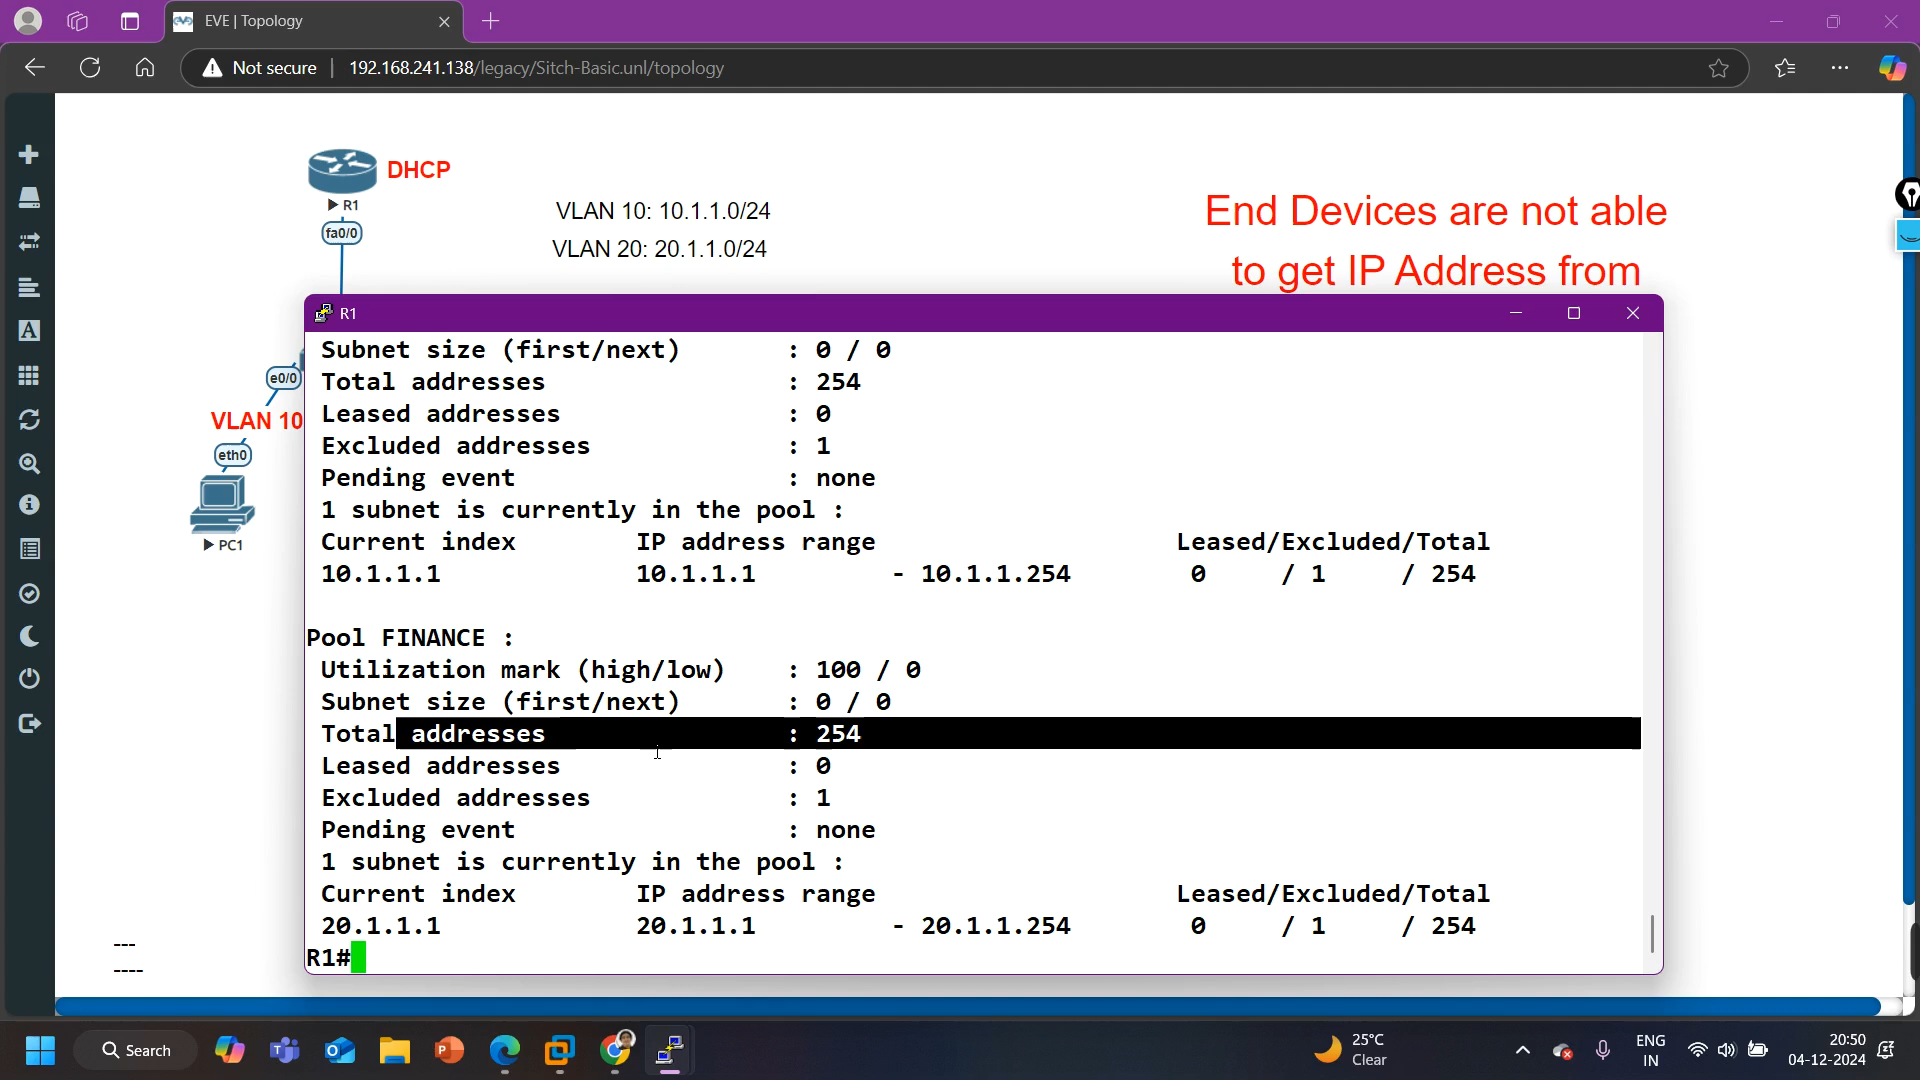 EVE | Topology
Not secure
192.168.241.138/legacy/Sitch-Basic.unl/topology
DHCP
R1
fa0/0
VLAN 10: 10.1.1.0/24
VLAN 20: 20.1.1.0/24
End Devices are not able
to get IP Address from
e0/0
VLAN 10
eth0
PC1
---
----
R1
Subnet size (first/next) : 0 / 0
Total addresses : 254
Leased addresses : 0
Excluded addresses : 1
Pending event : none
1 subnet is currently in the pool :
Current index IP address range Leased/Excluded/Total
10.1.1.1 10.1.1.1 - 10.1.1.254 0 / 1 / 254
Pool FINANCE :
Utilization mark (high/low) : 100 / 0
Subnet size (first/next) : 0 / 0
Total addresses : 254
Leased addresses : 0
Excluded addresses : 1
Pending event : none
1 subnet is currently in the pool :
Current index IP address range Leased/Excluded/Total
20.1.1.1 20.1.1.1 - 20.1.1.254 0 / 1 / 254
R1#
Search
25°C
Clear
ENG
IN
20:50
04-12-2024